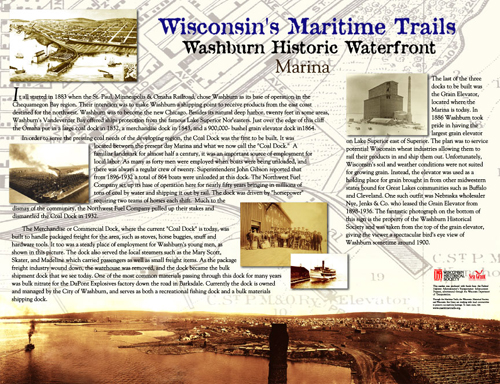 Wisconsin's Maritime Trails
Washburn Historic Waterfront
Marina
It all started in 1883 when the St. Paul, Minneapolis & Omaha Railroad, chose Washburn as its base of operation in the
Chequamegon Bay region. Their intention was to make Washburn a shipping point to receive products from the east coast
destined for the northwest. Washburn was to become the new Chicago. Besides its natural deep harbor, twenty feet in some areas,
Washburn's Vanderventer Bay offered ships protection from the famous Lake Superior Nor'easters. Just over the edge of this cliff
the Omaha put in a large coal dock in 1832, a merchandise dock in 1843, and a 900,000- bushel grain elevator dock in 1864.
In order to serve the pressing coal needs of the developing region, the Coal Dock was the first to be built. It was
located between the present day Marina and what we now call the "Coal Dock." A
familiar landmark for almost half a century, it was an important source of employment for
local labor. As many as forty men were employed when boats were being unloaded, and
there was always a regular crew of twenty. Superintendent John Gibson reported that
from 1896-1932 a total of 864 boats were unloaded at this dock. The Northwest Fuel
Company set up its base of operation here for nearly fifty years bringing in millions of
tons of coal by water and shipping it out by rail. The dock was driven by "horsepower"
requiring two teams of horses each shift. Much to the
dismay of the community, the Northwest Fuel Company pulled up their stakes and
dismantled the Coal Dock in 1932.
The Merchandise or Commercial Dock, where the current "Coal Dock" is today, was
built to handle packaged freight for the area, such as stoves, horse buggies, snuff and
hardware tools. It too was a steady place of employment for Washburn's young men, as
shown in this picture. The dock also served the local steamers such as the Mary Scott,
Skater, and Madeline which carried passengers as well as small freight items. As the package
freight industry wound down, the warehouse was removed, and the dock became the bulk
shipment dock that we see today. One of the most common materials passing through this dock for many years
was bulk nitrate for the DuPont Explosives factory down the road in Barksdale. Currently the dock is owned
and managed by the City of Washburn, and serves as both a recreational fishing dock and a bulk materials
shipping dock.
The last of the three
docks to be built was
the Grain Elevator,
located where the
Marina is today. In
1886 Washburn took
pride in having the
largest grain elevator
on Lake Superior east of Superior. The plan was to service
potential Wisconsin wheat industries allowing them to
rail their products in and ship them out. Unfortunately,
Wisconsin's soil and weather conditions were not suited
for growing grain. Instead, the elevator was used as a
holding place for grain brought in from other midwestern
states bound for Great Lakes communities such as Buffalo
and Cleveland. One such outfit was Nebraska wholesaler
Nye, Jenks & Co. who leased the Grain Elevator from
1898-1936. The fantastic photograph on the bottom of
this sign is the property of the Washburn Historical
Society and was taken from the top of the grain elevator,
giving the viewer a spectacular bird's eye view of
Washburn sometime around 1900.
WISCONSIN
HISTORICAL
SOCIETY